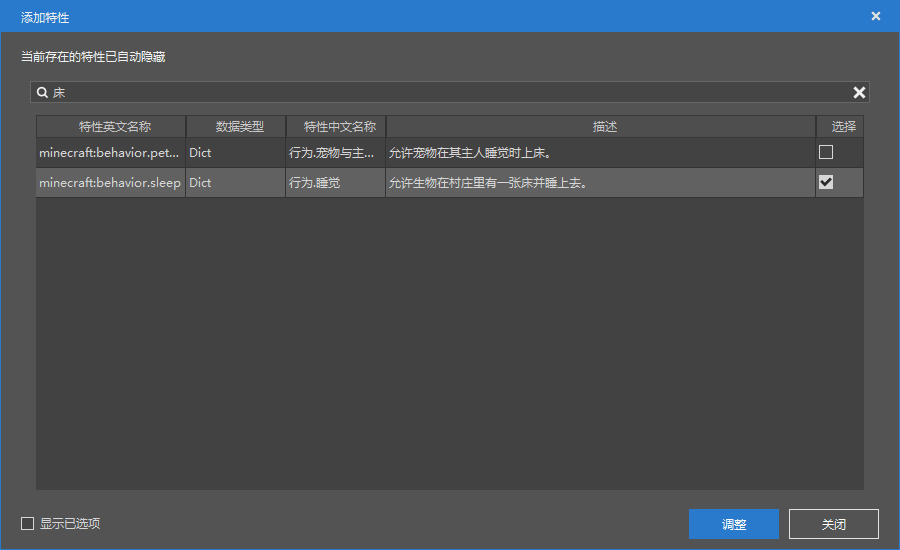 添加特性
当前存在的特性已自动隐藏
床
特性英文名称 数据类型 特性中文名称 描述 选择
minecraft:behavior.pet... Dict 行为.宠物与主... 允许宠物在其主人睡觉时上床。
minecraft:behavior.sleep Dict 行为.睡觉 允许生物在村庄里有一张床并睡上去。
显示已选项 调整 关闭